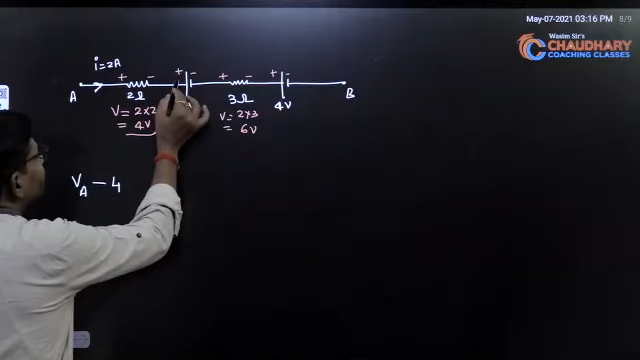 May-07-2021 03:16 PM 8/9
Wasim Sir's
CHAUDHARY
COACHING CLASSES
i=2A
+ − + − + − + −
A 2Ω 3Ω 4V B
V = 2×2
= 4V
V = 2×3
= 6V
V_A − 4